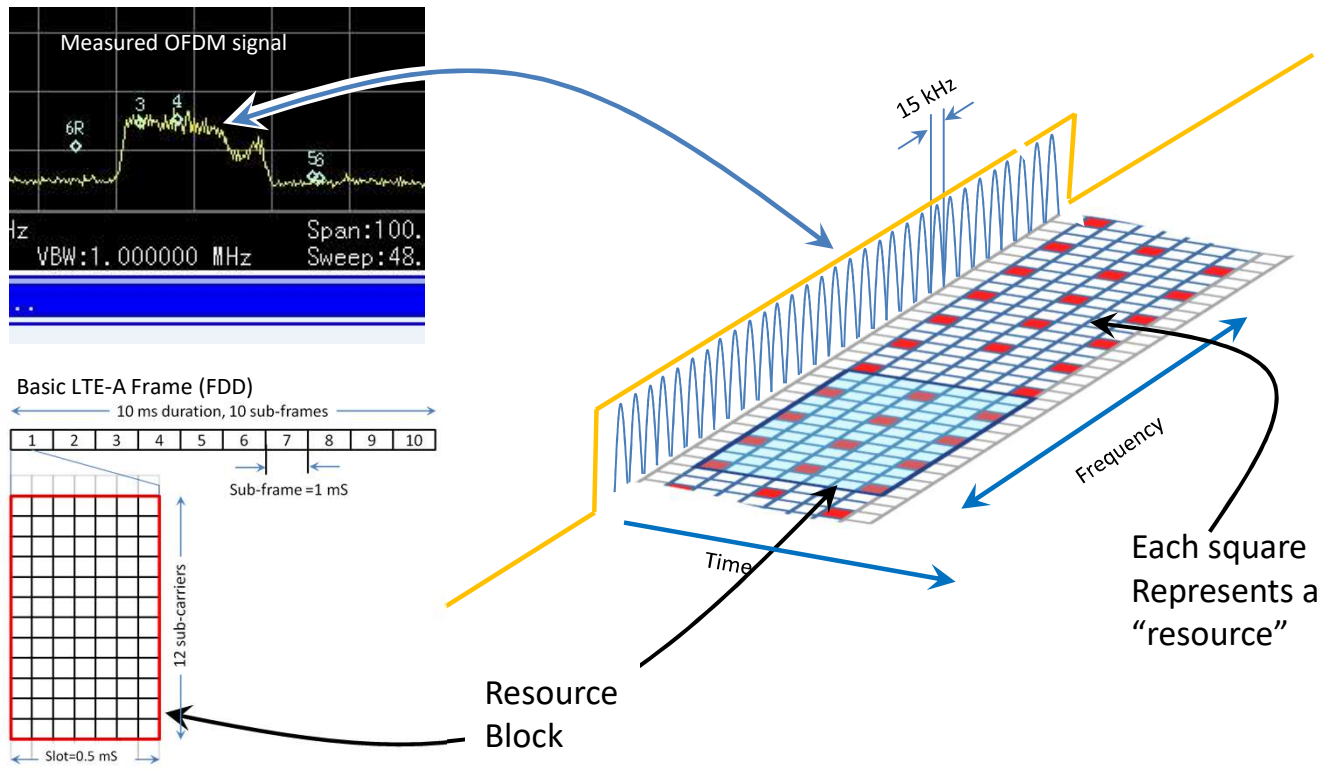 Measured OFDM signal
6R
3
4
56
Hz
Span:100.
VBW:1.000000 MHz
Sweep:48.
..
15 kHz
Basic LTE-A Frame (FDD)
10 ms duration, 10 sub-frames
1 2 3 4 5 6 7 8 9 10
Sub-frame =1 mS
12 sub-carriers
Slot=0.5 mS
Time
Frequency
Resource
Block
Each square
Represents a
“resource”